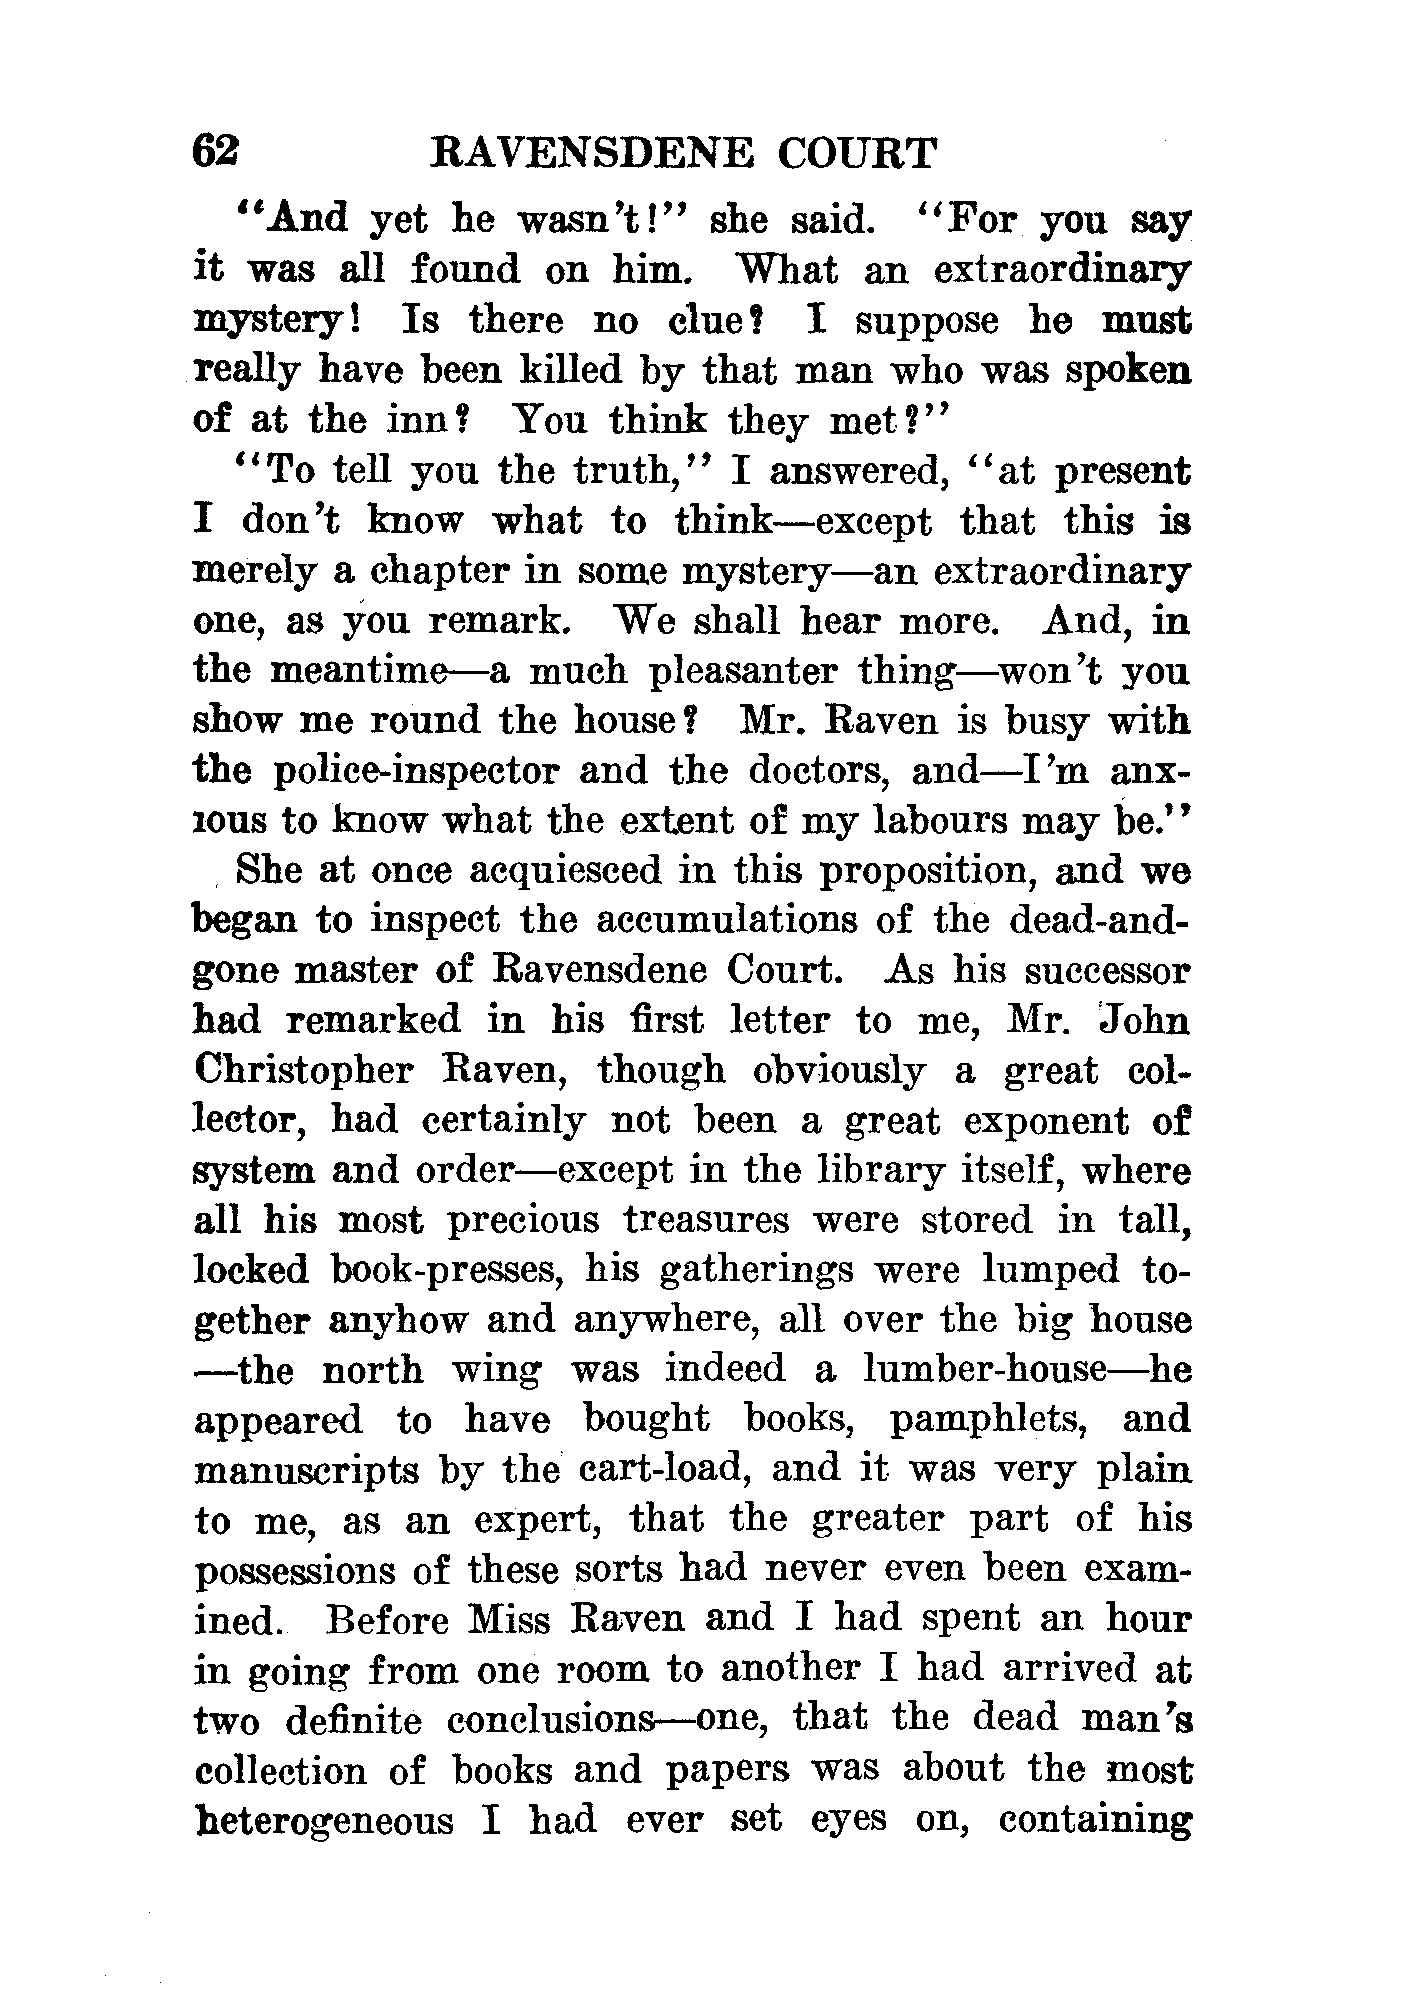 62 RAVENSDENE COURT
"And yet he wasn't!" she said. "For you say
it was all found on him. What an extraordinary
mystery! Is there no clue? I suppose he must
really have been killed by that man who was spoken
of at the inn? You think they met?"
"To tell you the truth," I answered, "at present
I don't know what to think—except that this is
merely a chapter in some mystery—an extraordinary
one, as you remark. We shall hear more. And, in
the meantime—a much pleasanter thing—won't you
show me round the house? Mr. Raven is busy with
the police-inspector and the doctors, and—I'm anx-
ious to know what the extent of my labours may be."
She at once acquiesced in this proposition, and we
began to inspect the accumulations of the dead-and-
gone master of Ravensdene Court. As his successor
had remarked in his first letter to me, Mr. John
Christopher Raven, though obviously a great col-
lector, had certainly not been a great exponent of
system and order—except in the library itself, where
all his most precious treasures were stored in tall,
locked book-presses, his gatherings were lumped to-
gether anyhow and anywhere, all over the big house
—the north wing was indeed a lumber-house—he
appeared to have bought books, pamphlets, and
manuscripts by the cart-load, and it was very plain
to me, as an expert, that the greater part of his
possessions of these sorts had never even been exam-
ined. Before Miss Raven and I had spent an hour
in going from one room to another I had arrived at
two definite conclusions—one, that the dead man's
collection of books and papers was about the most
heterogeneous I had ever set eyes on, containing